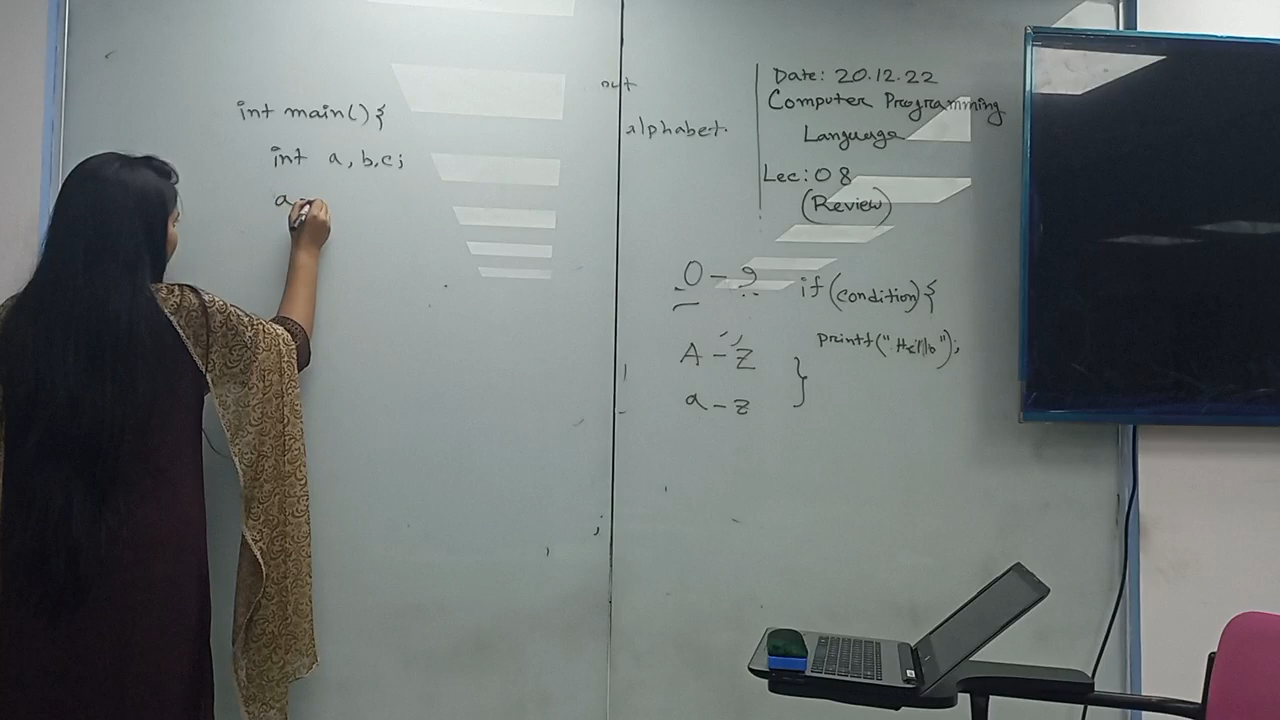 int main() {
int a, b, c;
a
out
alphabet.
Date: 20.12.22
Computer Programming
Language
Lec: 08
(Review)
0 - 9
A - Z
a - z
if (condition) {
printf("Hello");
}